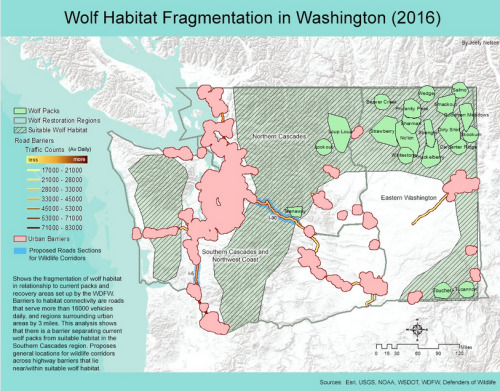 Wolf Habitat Fragmentation in Washington (2016)
Wolf Packs
Wolf Restoration Regions
Suitable Wolf Habitat
Road Barriers
Traffic Counts (Av Daily)
less more
17000 - 21000
21000 - 28000
28000 - 33000
33000 - 45000
45000 - 53000
53000 - 63000
63000 - 71000
71000 - 83000
Urban Barriers
Proposed Roads Sections
for Wildlife Corridors
Shows the fragmentation of wolf habitat
in relationship to current packs and
recovery areas set up by the WDFW.
Barriers to habitat connectivity are roads
that serve more than 16000 vehicles
daily, and regions surrounding urban
areas by 3 miles. This analysis shows
that there is a barrier separating current
wolf packs from suitable habitat in the
Southern Cascades region. Proposes
general locations for wildlife corridors
across highway barriers that lie
near/within suitable wolf habitat.
Northern Cascades
Eastern Washington
Southern Cascades and
Northwest Coast
Beaver Creek
Wedge
Salmo
Smackout
Profanity Peak
Goodman Meadows
Sherman
Dirty Shirt
Strawberry
Nc'icn
Carpenter Ridge
Huckleberry
Loup Loup
Lookout
Teanaway
Touchet
Tucannon
I-90
I-5
0 15 30 60 90 120
Miles
Sources: Esri, USGS, NOAA, WSDOT, WDFW, Defenders of Wildlife